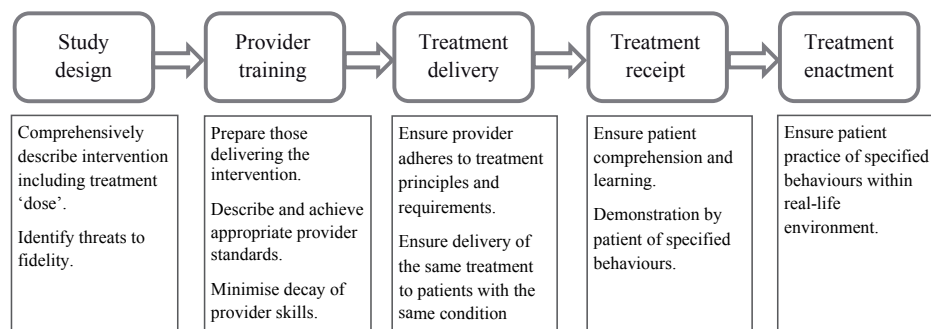 Study
design
Provider
training
Treatment
delivery
Treatment
receipt
Treatment
enactment
Comprehensively
describe intervention
including treatment
‘dose’.
Identify threats to
fidelity.
Prepare those
delivering the
intervention.
Describe and achieve
appropriate provider
standards.
Minimise decay of
provider skills.
Ensure provider
adheres to treatment
principles and
requirements.
Ensure delivery of
the same treatment
to patients with the
same condition
Ensure patient
comprehension and
learning.
Demonstration by
patient of specified
behaviours.
Ensure patient
practice of specified
behaviours within
real-life
environment.